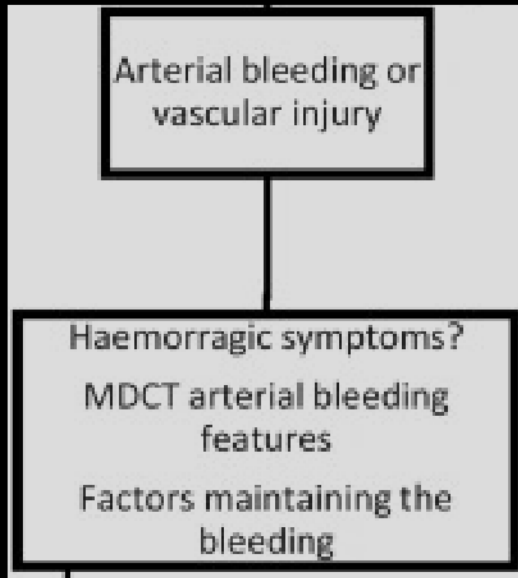 Arterial bleeding or
vascular injury
Haemorragic symptoms?
MDCT arterial bleeding
features
Factors maintaining the
bleeding